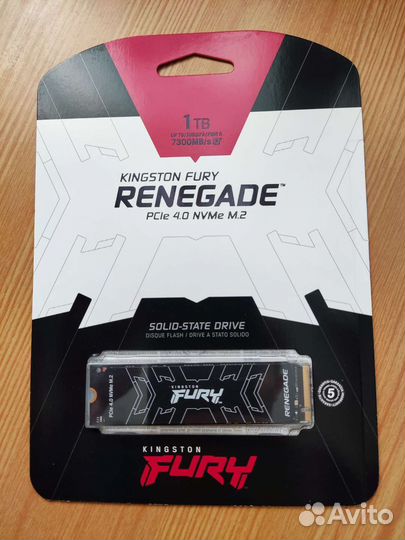 1TB
UP TO/JUSQU'À/FINO A
7300MB/s
KINGSTON FURY
RENEGADE™
PCIe 4.0 NVMe M.2
SOLID-STATE DRIVE
DISQUE FLASH / DRIVE A STATO SOLIDO
PCIe 4.0 NVMe M.2
KINGSTON
FURY
RENEGADE
5
KINGSTON
FURY
Avito